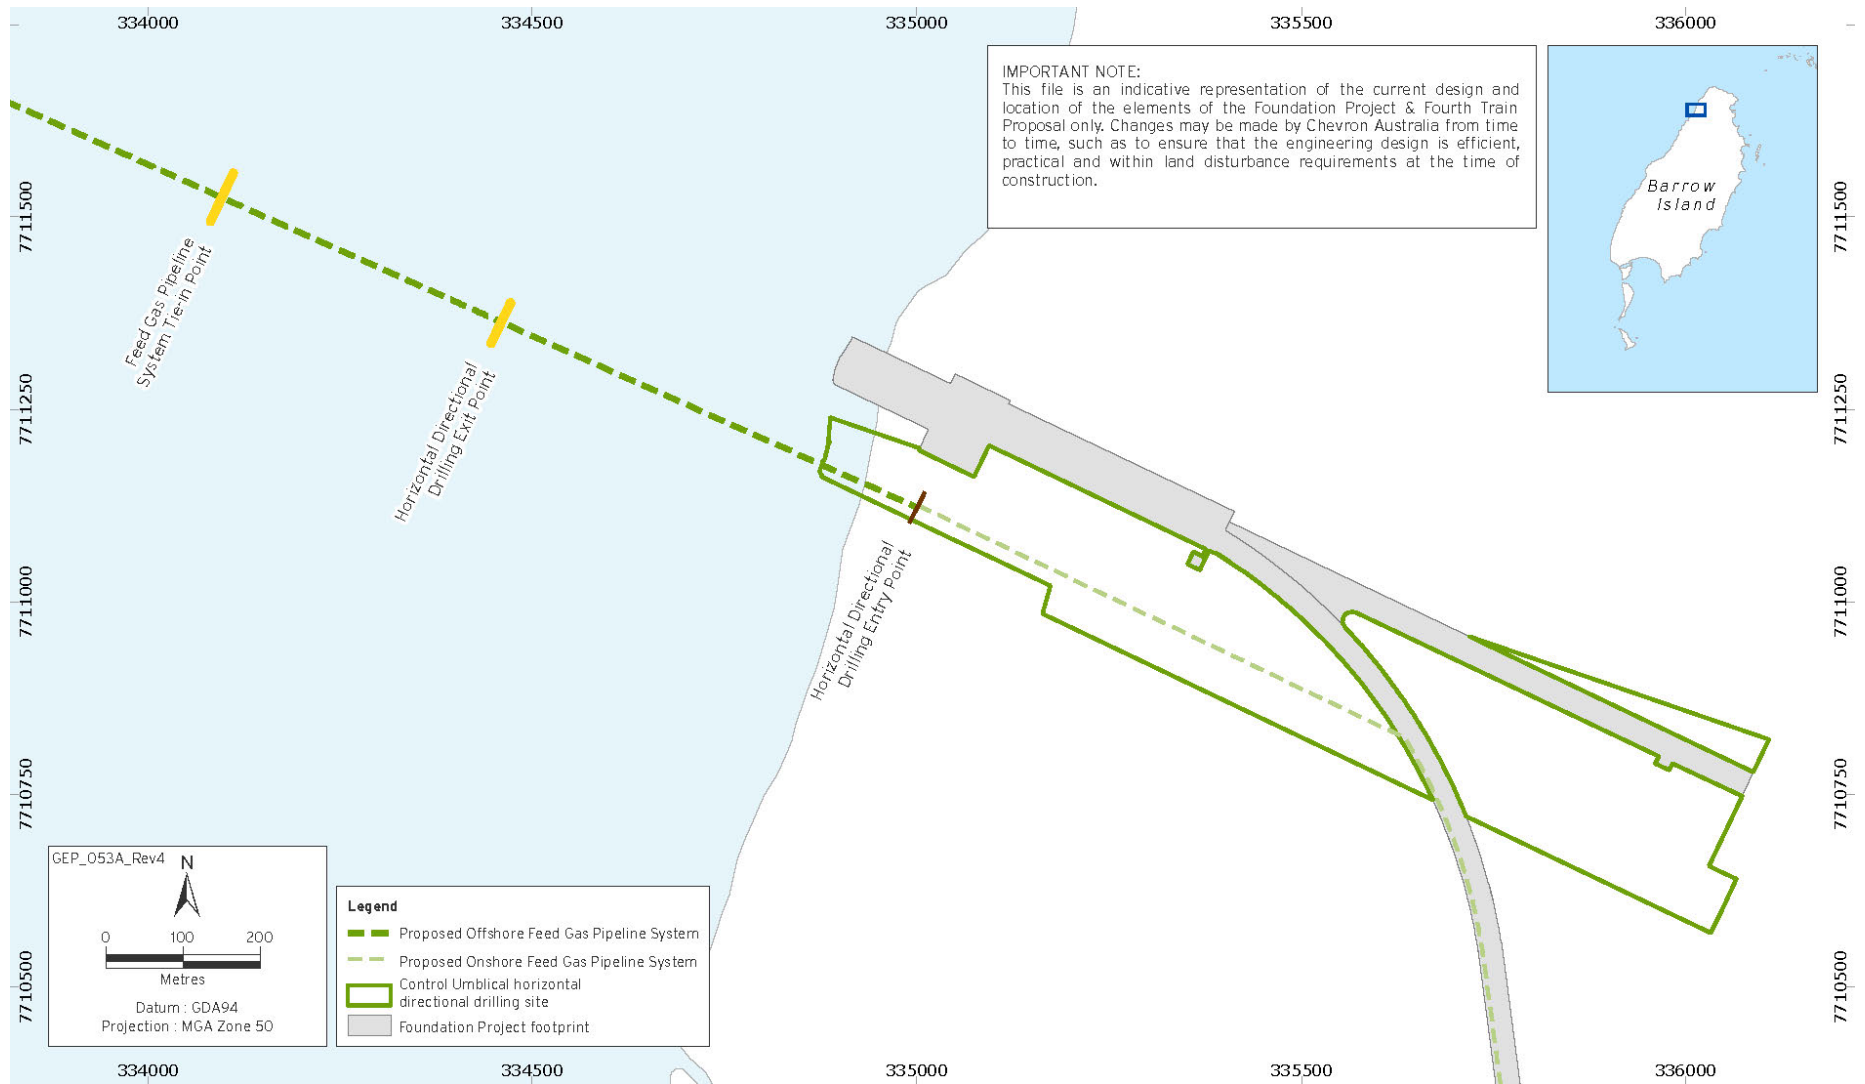 334000
334500
335000
335500
336000
IMPORTANT NOTE:
This file is an indicative representation of the current design and
location of the elements of the Foundation Project & Fourth Train
Proposal only. Changes may be made by Chevron Australia from time
to time, such as to ensure that the engineering design is efficient,
practical and within land disturbance requirements at the time of
construction.
Barrow
Island
7711500
7711250
7711000
7710750
7710500
7711500
7711250
7711000
7710750
7710500
Feed Gas Pipeline
System Tie-in Point
Horizontal Directional
Drilling Exit Point
Horizontal Directional
Drilling Entry Point
GEP_053A_Rev4
N
0 100 200
Metres
Datum : GDA94
Projection : MGA Zone 50
Legend
Proposed Offshore Feed Gas Pipeline System
Proposed Onshore Feed Gas Pipeline System
Control Umblical horizontal
directional drilling site
Foundation Project footprint
334000
334500
335000
335500
336000